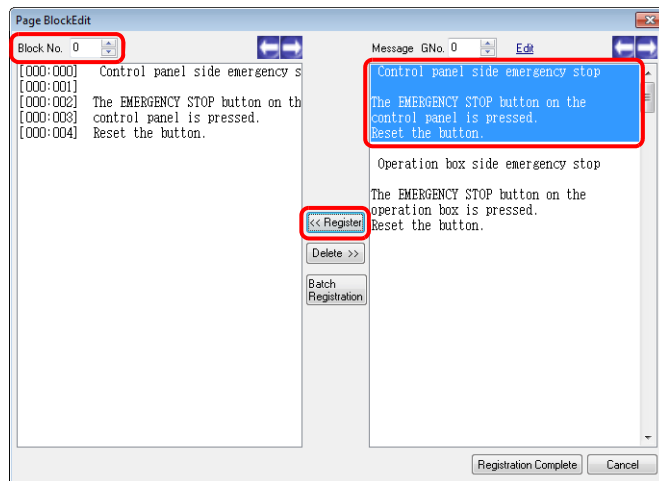 Page BlockEdit
Block No. 0
Message GNo. 0 Edit
[000:000] Control panel side emergency s
[000:001]
[000:002] The EMERGENCY STOP button on th
[000:003] control panel is pressed.
[000:004] Reset the button.
<< Register
Delete >>
Batch
Registration
Control panel side emergency stop
The EMERGENCY STOP button on the
control panel is pressed.
Reset the button.
Operation box side emergency stop
The EMERGENCY STOP button on the
operation box is pressed.
Reset the button.
Registration Complete
Cancel